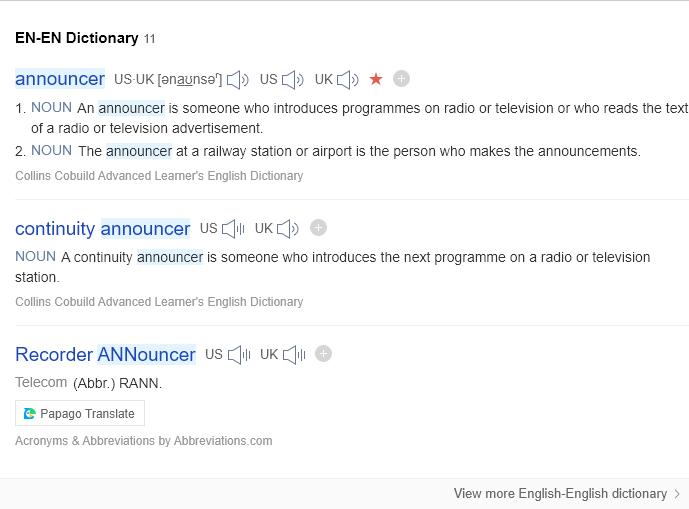 EN-EN Dictionary 11
announcer US·UK [ənaʊnsəʳ] US UK
1. NOUN An announcer is someone who introduces programmes on radio or television or who reads the text
of a radio or television advertisement.
2. NOUN The announcer at a railway station or airport is the person who makes the announcements.
Collins Cobuild Advanced Learner's English Dictionary
continuity announcer US UK
NOUN A continuity announcer is someone who introduces the next programme on a radio or television
station.
Collins Cobuild Advanced Learner's English Dictionary
Recorder ANNouncer US UK
Telecom (Abbr.) RANN.
Papago Translate
Acronyms & Abbreviations by Abbreviations.com
View more English-English dictionary